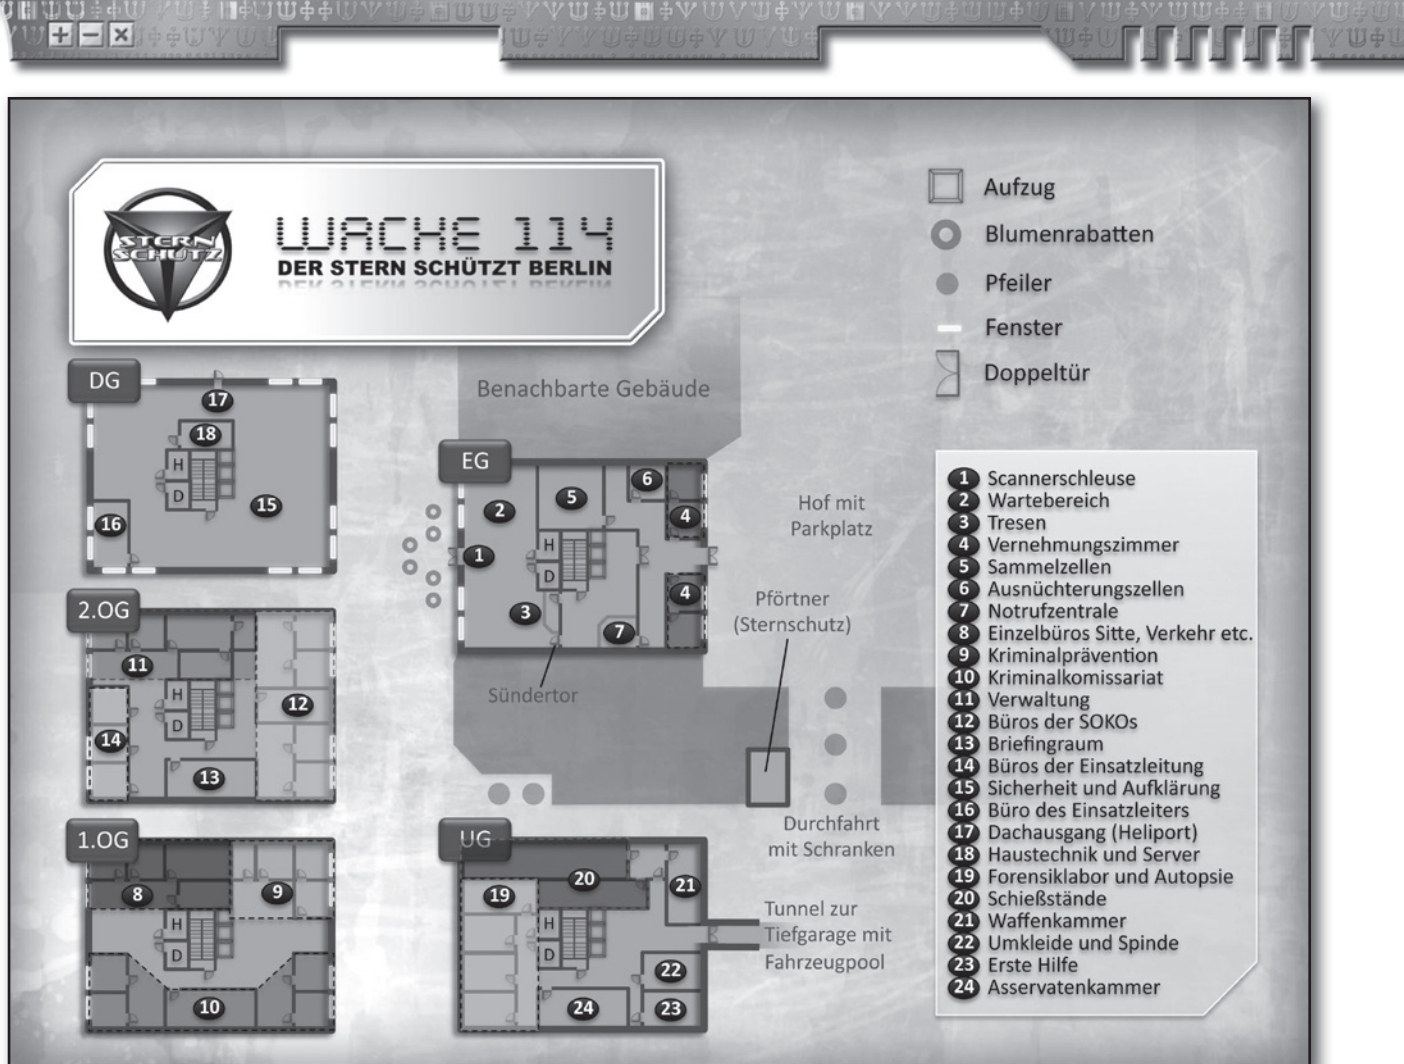 STERN
SCHUTZ
WACHE 114
DER STERN SCHÜTZT BERLIN
Aufzug
Blumenrabatten
Pfeiler
Fenster
Doppeltür
DG
17
18
H
D
15
16
Benachbarte Gebäude
EG
6
5
2
4
1
H
D
4
3
7
Sündertor
Hof mit
Parkplatz
Pförtner
(Sternschutz)
Durchfahrt
mit Schranken
2.OG
11
H
D
12
14
13
1.OG
8
9
H
D
10
UG
20
19
21
H
D
22
24
23
Tunnel zur
Tiefgarage mit
Fahrzeugpool
1 Scannerschleuse
2 Wartebereich
3 Tresen
4 Vernehmungszimmer
5 Sammelzellen
6 Ausnüchterungszellen
7 Notrufzentrale
8 Einzelbüros Sitte, Verkehr etc.
9 Kriminalprävention
10 Kriminalkomissariat
11 Verwaltung
12 Büros der SOKOs
13 Briefingraum
14 Büros der Einsatzleitung
15 Sicherheit und Aufklärung
16 Büro des Einsatzleiters
17 Dachausgang (Heliport)
18 Haustechnik und Server
19 Forensiklabor und Autopsie
20 Schießstände
21 Waffenkammer
22 Umkleide und Spinde
23 Erste Hilfe
24 Asservatenkammer